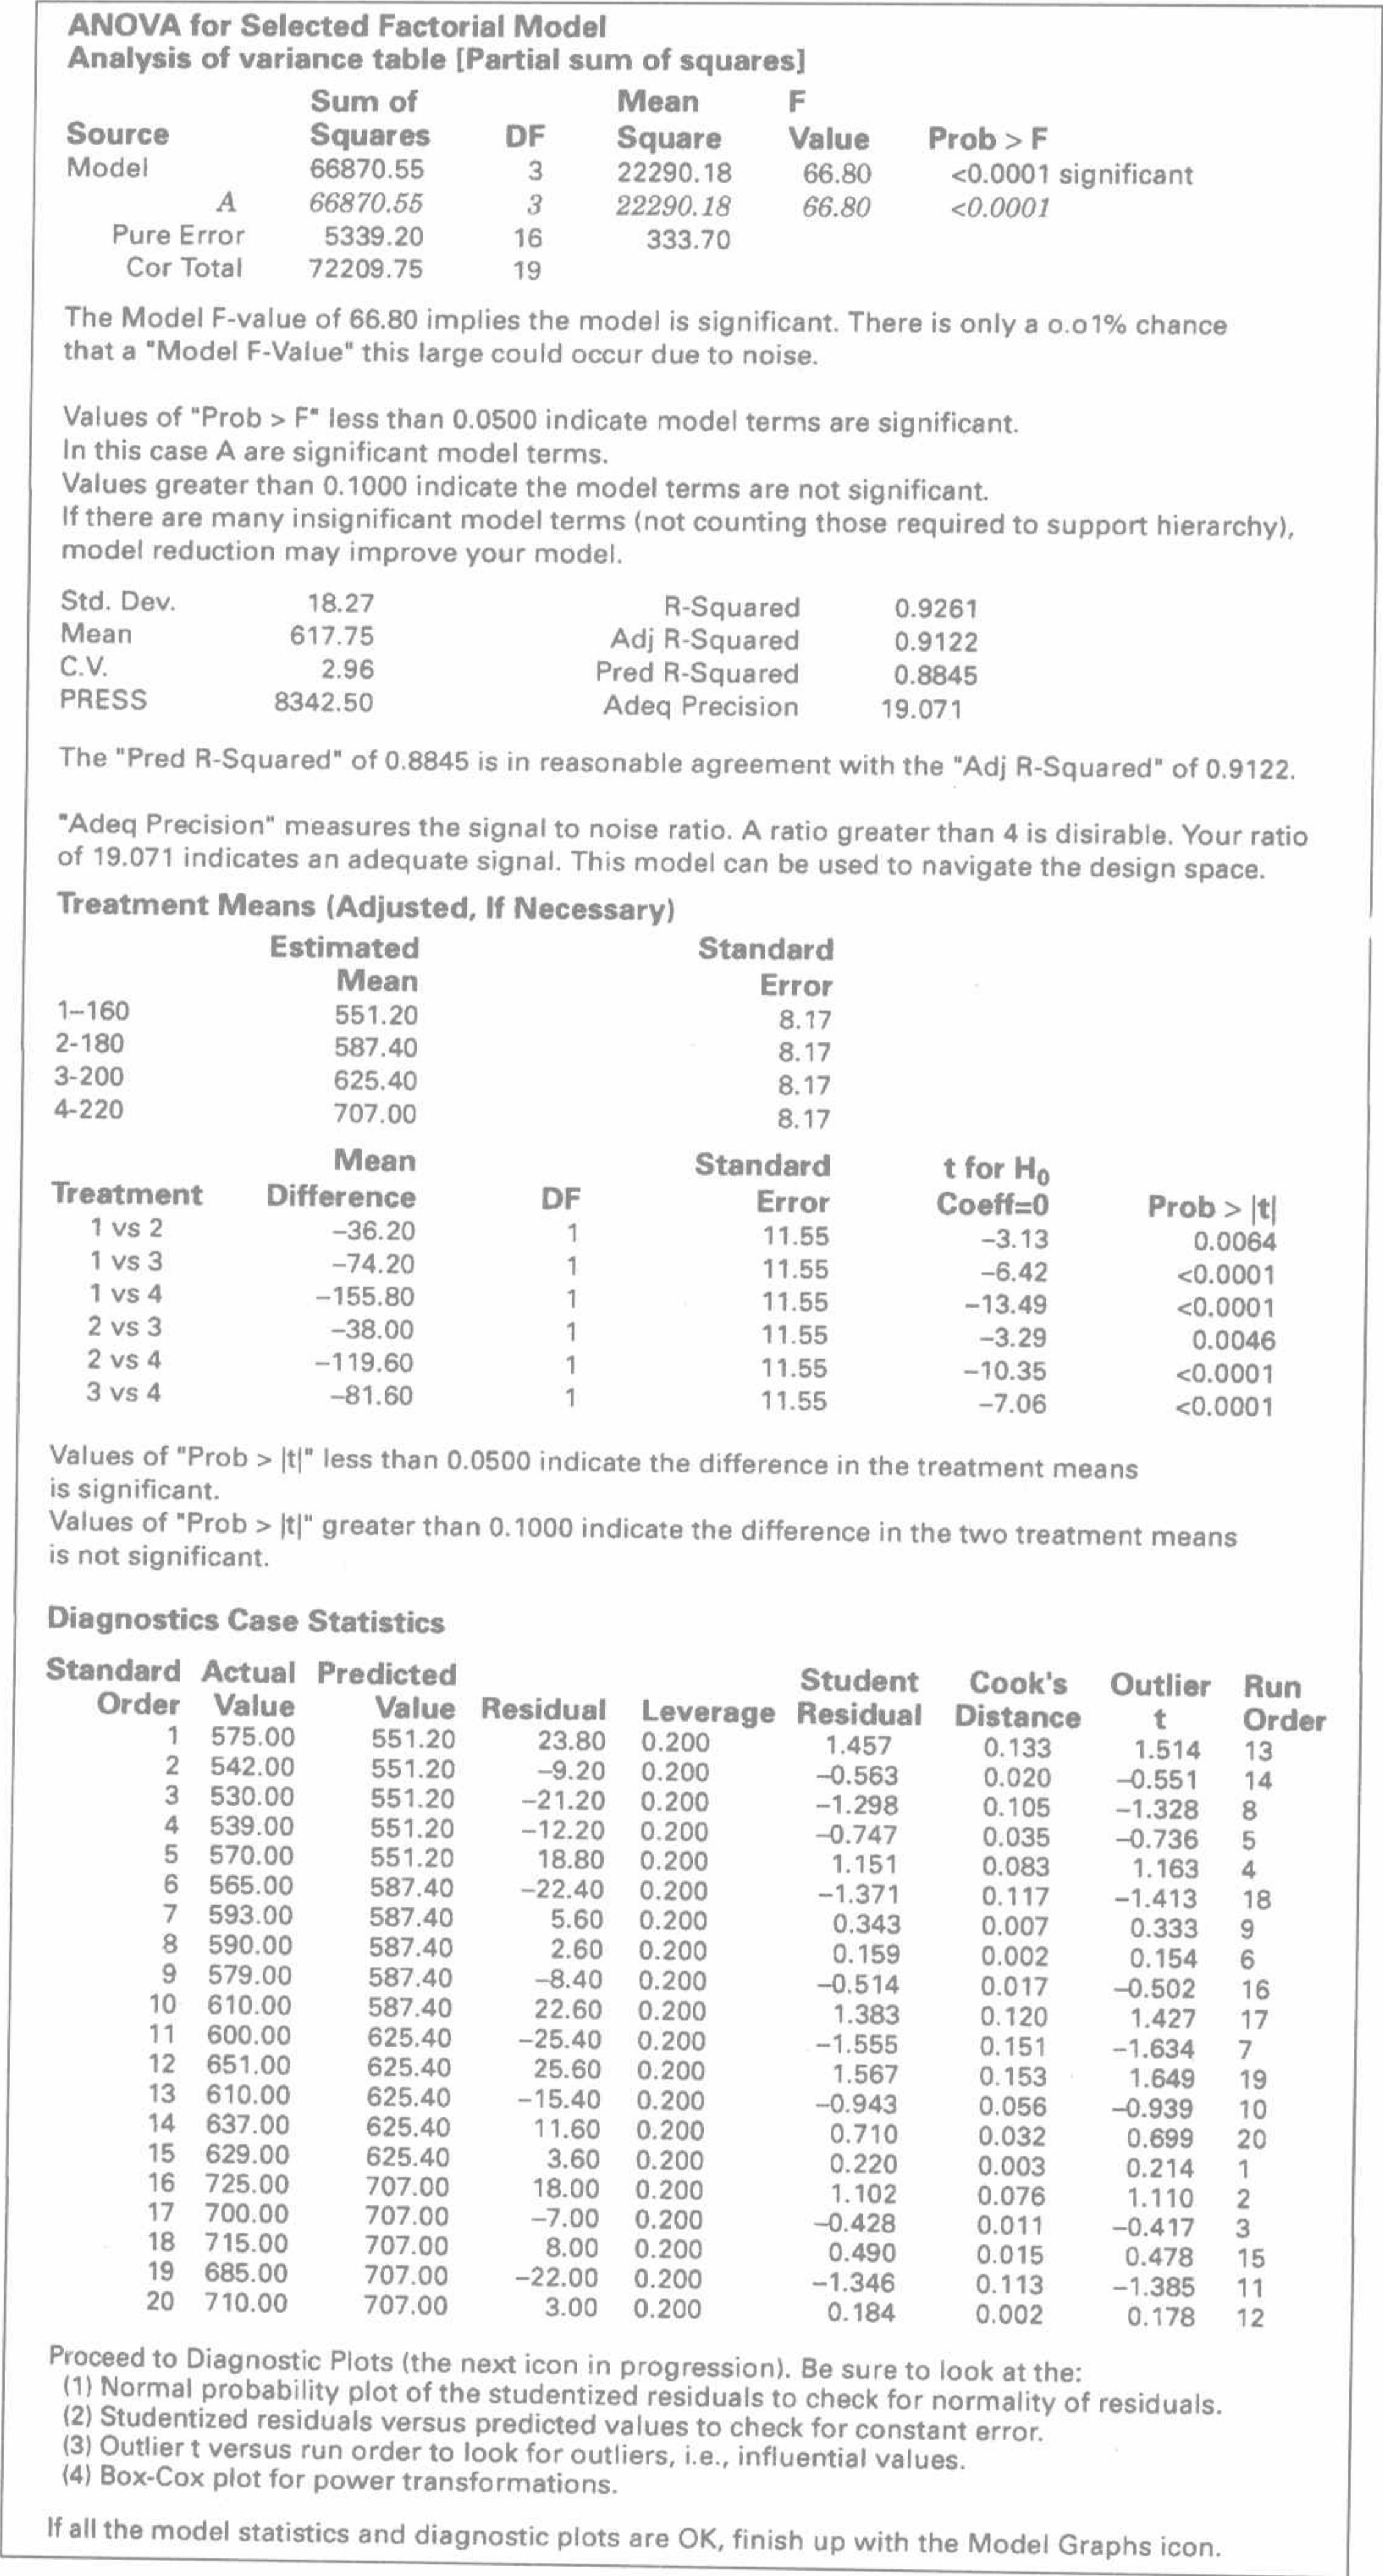 ANOVA for Selected Factorial Model
Analysis of variance table [Partial sum of squares]
Sum of Mean F
Source Squares DF Square Value Prob > F
Model 66870.55 3 22290.18 66.80 <0.0001 significant
A 66870.55 3 22290.18 66.80 <0.0001
Pure Error 5339.20 16 333.70
Cor Total 72209.75 19
The Model F-value of 66.80 implies the model is significant. There is only a o.o1% chance
that a "Model F-Value" this large could occur due to noise.
Values of "Prob > F" less than 0.0500 indicate model terms are significant.
In this case A are significant model terms.
Values greater than 0.1000 indicate the model terms are not significant.
If there are many insignificant model terms (not counting those required to support hierarchy),
model reduction may improve your model.
Std. Dev. 18.27 R-Squared 0.9261
Mean 617.75 Adj R-Squared 0.9122
C.V. 2.96 Pred R-Squared 0.8845
PRESS 8342.50 Adeq Precision 19.071
The "Pred R-Squared" of 0.8845 is in reasonable agreement with the "Adj R-Squared" of 0.9122.
"Adeq Precision" measures the signal to noise ratio. A ratio greater than 4 is disirable. Your ratio
of 19.071 indicates an adequate signal. This model can be used to navigate the design space.
Treatment Means (Adjusted, If Necessary)
Estimated Standard
Mean Error
1–160 551.20 8.17
2-180 587.40 8.17
3-200 625.40 8.17
4-220 707.00 8.17
Mean Standard t for H₀
Treatment Difference DF Error Coeff=0 Prob > |t|
1 vs 2 –36.20 1 11.55 –3.13 0.0064
1 vs 3 –74.20 1 11.55 –6.42 <0.0001
1 vs 4 –155.80 1 11.55 –13.49 <0.0001
2 vs 3 –38.00 1 11.55 –3.29 0.0046
2 vs 4 –119.60 1 11.55 –10.35 <0.0001
3 vs 4 –81.60 1 11.55 –7.06 <0.0001
Values of "Prob > |t|" less than 0.0500 indicate the difference in the treatment means
is significant.
Values of "Prob > |t|" greater than 0.1000 indicate the difference in the two treatment means
is not significant.
Diagnostics Case Statistics
Standard Actual Predicted Student Cook's Outlier Run
Order Value Value Residual Leverage Residual Distance t Order
1 575.00 551.20 23.80 0.200 1.457 0.133 1.514 13
2 542.00 551.20 –9.20 0.200 –0.563 0.020 –0.551 14
3 530.00 551.20 –21.20 0.200 –1.298 0.105 –1.328 8
4 539.00 551.20 –12.20 0.200 –0.747 0.035 –0.736 5
5 570.00 551.20 18.80 0.200 1.151 0.083 1.163 4
6 565.00 587.40 –22.40 0.200 –1.371 0.117 –1.413 18
7 593.00 587.40 5.60 0.200 0.343 0.007 0.333 9
8 590.00 587.40 2.60 0.200 0.159 0.002 0.154 6
9 579.00 587.40 –8.40 0.200 –0.514 0.017 –0.502 16
10 610.00 587.40 22.60 0.200 1.383 0.120 1.427 17
11 600.00 625.40 –25.40 0.200 –1.555 0.151 –1.634 7
12 651.00 625.40 25.60 0.200 1.567 0.153 1.649 19
13 610.00 625.40 –15.40 0.200 –0.943 0.056 –0.939 10
14 637.00 625.40 11.60 0.200 0.710 0.032 0.699 20
15 629.00 625.40 3.60 0.200 0.220 0.003 0.214 1
16 725.00 707.00 18.00 0.200 1.102 0.076 1.110 2
17 700.00 707.00 –7.00 0.200 –0.428 0.011 –0.417 3
18 715.00 707.00 8.00 0.200 0.490 0.015 0.478 15
19 685.00 707.00 –22.00 0.200 –1.346 0.113 –1.385 11
20 710.00 707.00 3.00 0.200 0.184 0.002 0.178 12
Proceed to Diagnostic Plots (the next icon in progression). Be sure to look at the:
(1) Normal probability plot of the studentized residuals to check for normality of residuals.
(2) Studentized residuals versus predicted values to check for constant error.
(3) Outlier t versus run order to look for outliers, i.e., influential values.
(4) Box-Cox plot for power transformations.
If all the model statistics and diagnostic plots are OK, finish up with the Model Graphs icon.